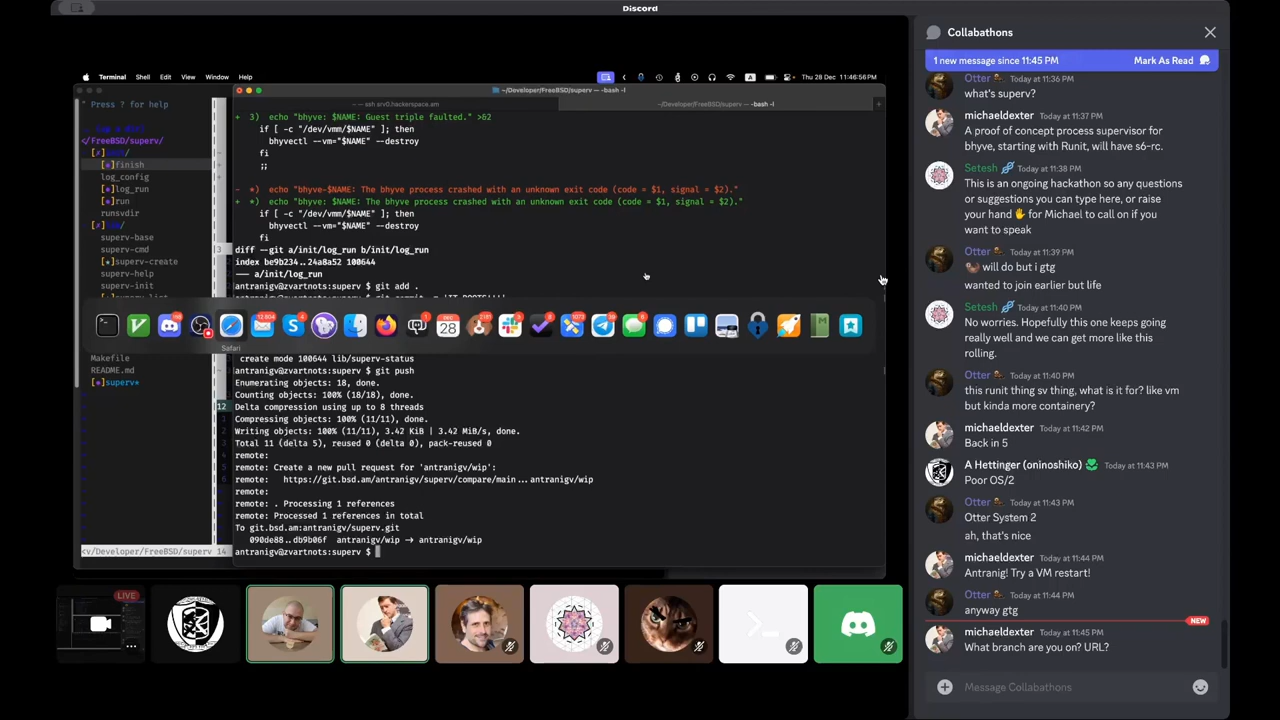 Discord
Terminal Shell Edit View Window Help
Thu 28 Dec 11:46:56 PM
~/Developer/FreeBSD/superv — -bash -l
— ssh arv0.hackerspace.am
~/Developer/FreeBSD/superv — -bash -l
" Press ? for help
</FreeBSD/superv/
finish
log_config
log_run
run
runsvdir
superv-base
superv-cmd
superv-create
superv-help
superv-init
Makefile
README.md
superv*
<v/Developer/FreeBSD/superv 14
+ 3) echo "bhyve: $NAME: Guest triple faulted." >&2
if [ -c "/dev/vmm/$NAME" ]; then
bhyvectl --vm="$NAME" --destroy
fi
;;
- *) echo "bhyve-$NAME: The bhyve process crashed with an unknown exit code (code = $1, signal = $2)."
+ *) echo "bhyve: $NAME: The bhyve process crashed with an unknown exit code (code = $1, signal = $2)."
if [ -c "/dev/vmm/$NAME" ]; then
bhyvectl --vm="$NAME" --destroy
fi
diff --git a/init/log_run b/init/log_run
index be9b234..24a8a52 100644
--- a/init/log_run
antranigv@zvartnots:superv $ git add .
Safari
create mode 100644 lib/superv-status
antranigv@zvartnots:superv $ git push
Enumerating objects: 18, done.
Counting objects: 100% (18/18), done.
Delta compression using up to 8 threads
Compressing objects: 100% (11/11), done.
Writing objects: 100% (11/11), 3.42 KiB | 3.42 MiB/s, done.
Total 11 (delta 5), reused 0 (delta 0), pack-reused 0
remote:
remote: Create a new pull request for 'antranigv/wip':
remote: https://git.bsd.am/antranigv/superv/compare/main...antranigv/wip
remote:
remote: . Processing 1 references
remote: Processed 1 references in total
To git.bsd.am:antranigv/superv.git
090de88..db9b06f antranigv/wip → antranigv/wip
antranigv@zvartnots:superv $
LIVE
Collabathons
1 new message since 11:45 PM Mark As Read
Otter Today at 11:36 PM
what's superv?
michaeldexter Today at 11:37 PM
A proof of concept process supervisor for
bhyve, starting with Runit, will have s6-rc.
Setesh Today at 11:38 PM
This is an ongoing hackathon so any questions
or suggestions you can type here, or raise
your hand ✋ for Michael to call on if you
want to speak
Otter Today at 11:39 PM
🦦 will do but i gtg
wanted to join earlier but life
Setesh Today at 11:40 PM
No worries. Hopefully this one keeps going
really well and we can get more like this
rolling.
Otter Today at 11:40 PM
this runit thing sv thing, what is it for? like vm
but kinda more containery?
michaeldexter Today at 11:42 PM
Back in 5
A Hettinger (oninoshiko) Today at 11:43 PM
Poor OS/2
Otter Today at 11:43 PM
Otter System 2
ah, that's nice
michaeldexter Today at 11:44 PM
Antranig! Try a VM restart!
Otter Today at 11:44 PM
anyway gtg
NEW
michaeldexter Today at 11:45 PM
What branch are you on? URL?
Message Collabathons